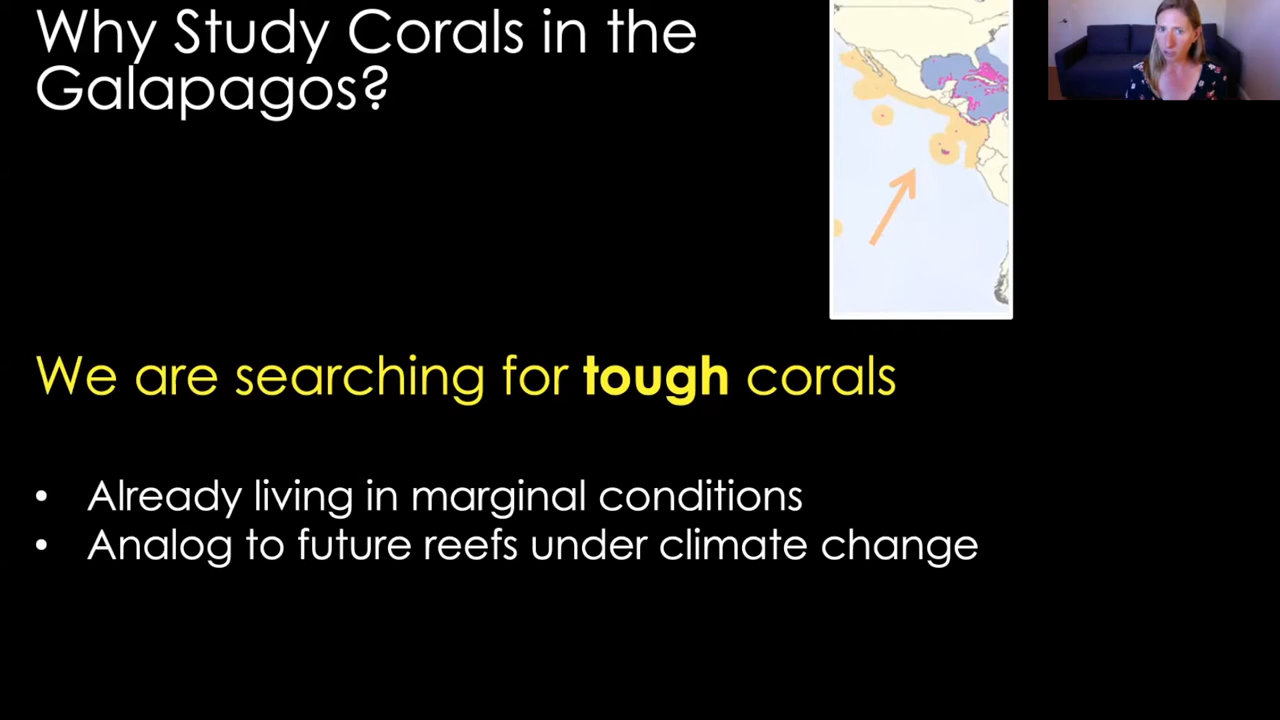 Why Study Corals in the
Galapagos?
We are searching for tough corals
• Already living in marginal conditions
• Analog to future reefs under climate change